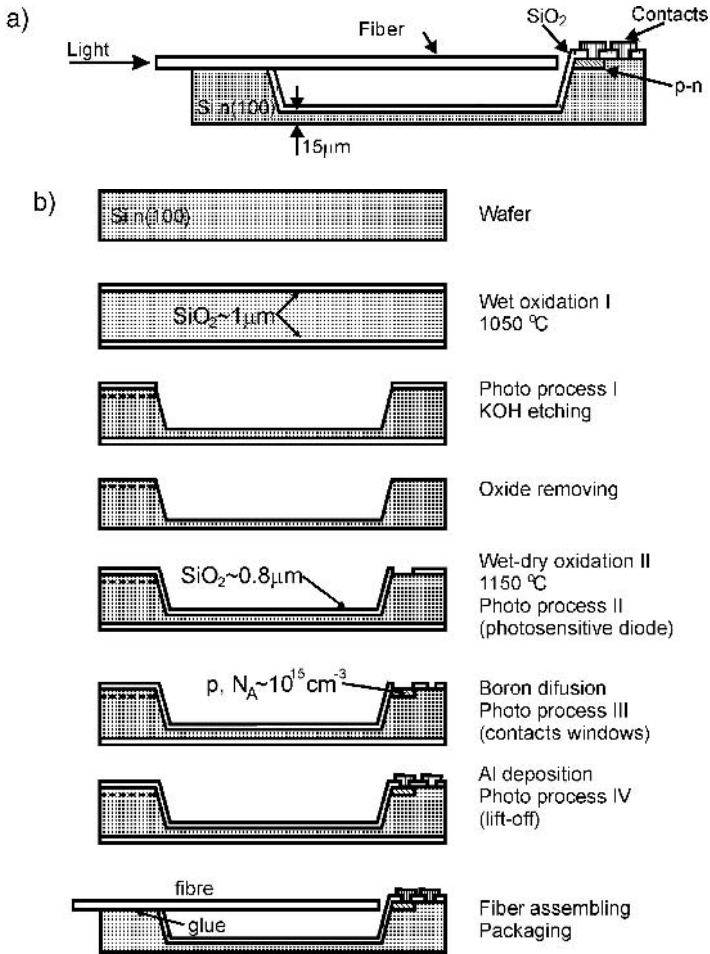 a)
SiO2
Contacts
Fiber
Light
p-n
Si n(100)
15μm
b)
Si n(100)
Wafer
SiO2~1μm
Wet oxidation I
1050 ºC
Photo process I
KOH etching
Oxide removing
SiO2~0.8μm
Wet-dry oxidation II
1150 ºC
Photo process II
(photosensitive diode)
p, NA~10^15 cm^-3
Boron difusion
Photo process III
(contacts windows)
Al deposition
Photo process IV
(lift-off)
fibre
glue
Fiber assembling
Packaging